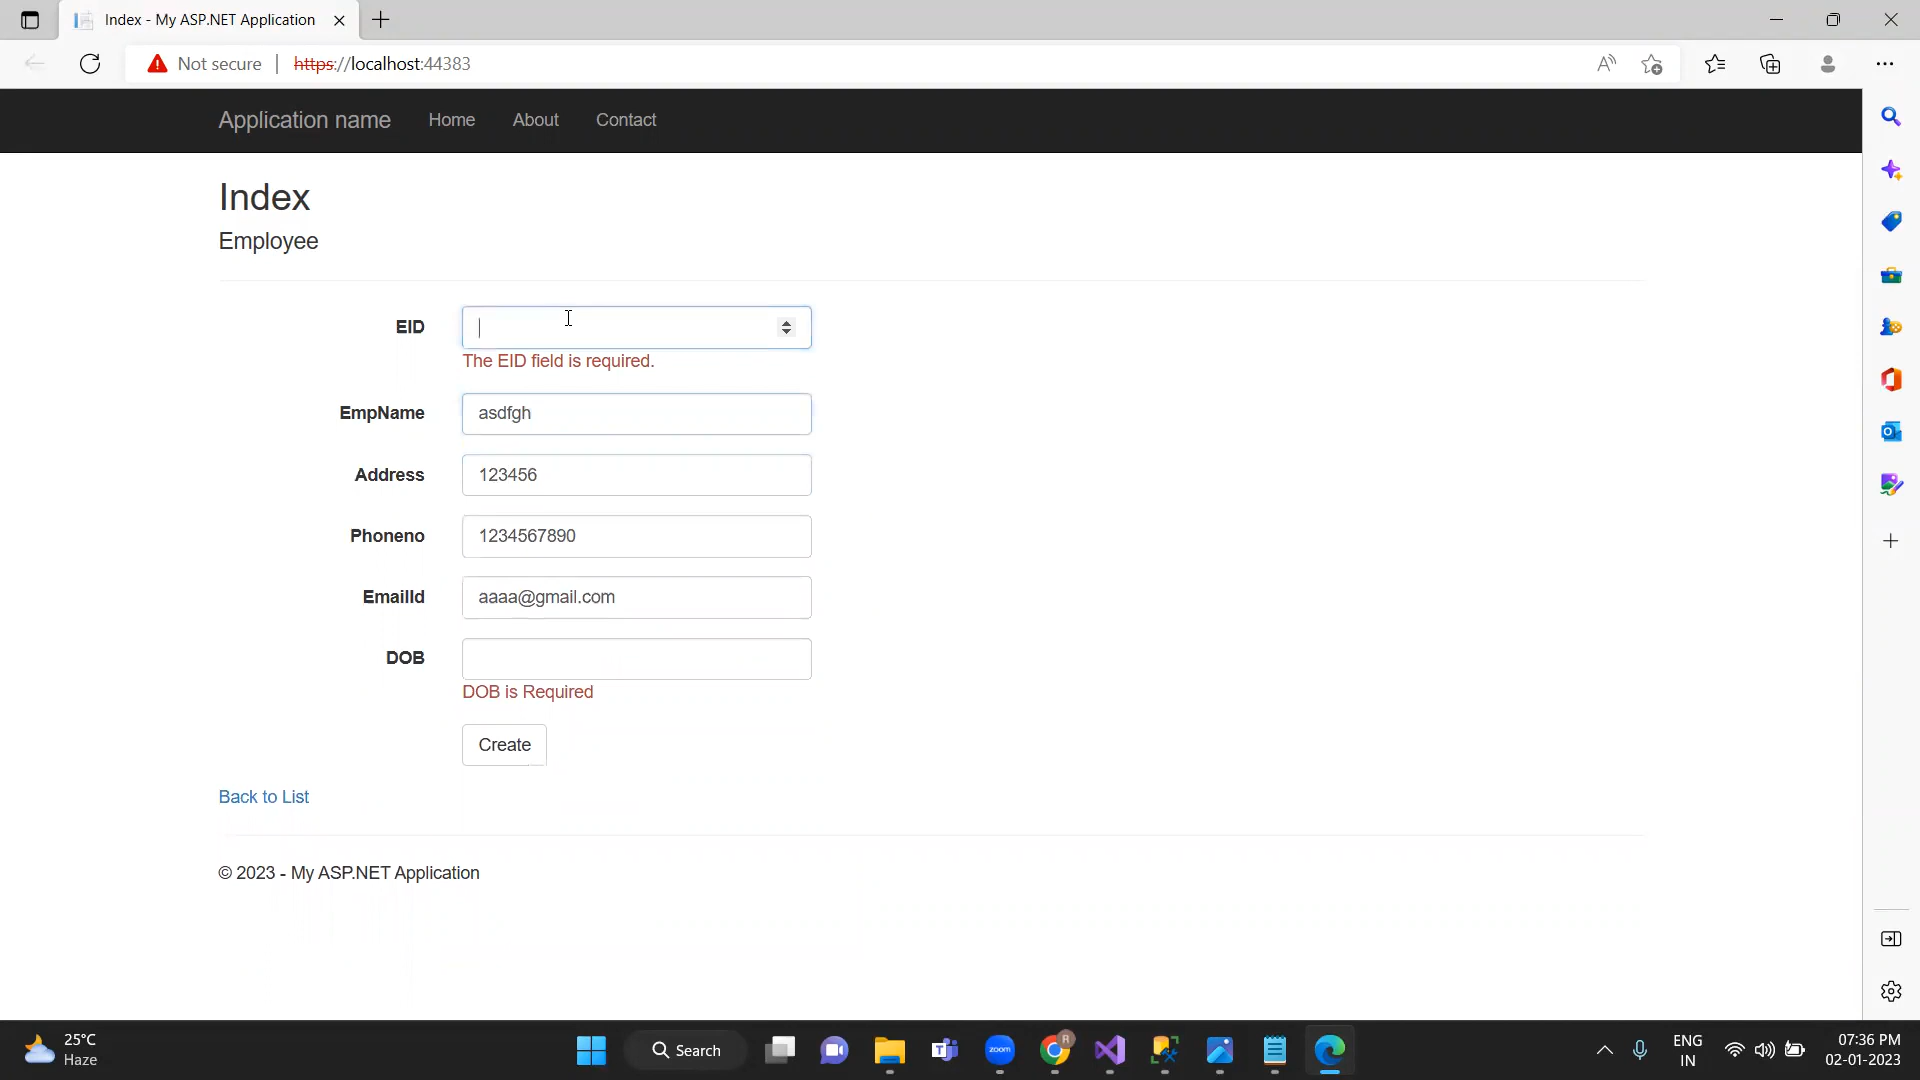 Index - My ASP.NET Application
Not secure
https://localhost:44383
Application name Home About Contact
Index
Employee
EID
The EID field is required.
EmpName asdfgh
Address 123456
Phoneno 1234567890
EmailId aaaa@gmail.com
DOB
DOB is Required
Create
Back to List
© 2023 - My ASP.NET Application
25°C
Haze
Search
zoom
R
ENG
IN
07:36 PM
02-01-2023